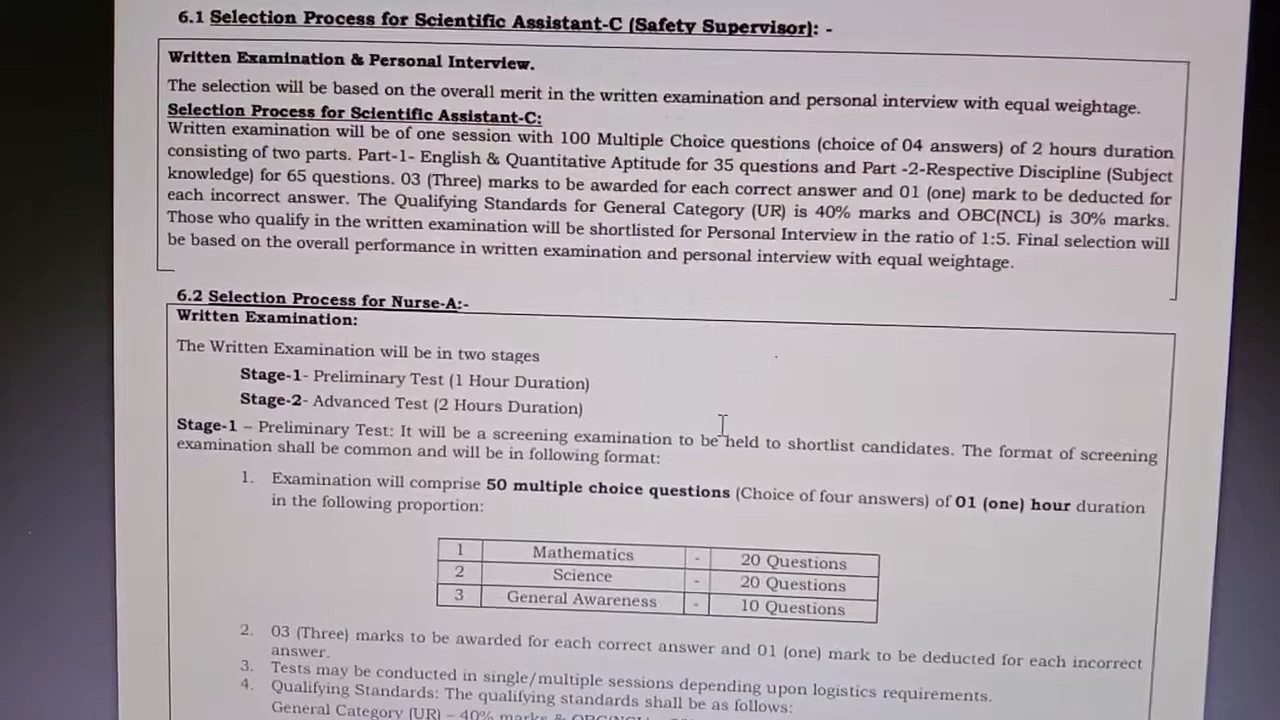 6.1 Selection Process for Scientific Assistant-C (Safety Supervisor): -
Written Examination & Personal Interview.
The selection will be based on the overall merit in the written examination and personal interview with equal weightage.
Selection Process for Scientific Assistant-C:
Written examination will be of one session with 100 Multiple Choice questions (choice of 04 answers) of 2 hours duration
consisting of two parts. Part-1- English & Quantitative Aptitude for 35 questions and Part -2-Respective Discipline (Subject
knowledge) for 65 questions. 03 (Three) marks to be awarded for each correct answer and 01 (one) mark to be deducted for
each incorrect answer. The Qualifying Standards for General Category (UR) is 40% marks and OBC(NCL) is 30% marks.
Those who qualify in the written examination will be shortlisted for Personal Interview in the ratio of 1:5. Final selection will
be based on the overall performance in written examination and personal interview with equal weightage.
6.2 Selection Process for Nurse-A:-
Written Examination:
The Written Examination will be in two stages
Stage-1- Preliminary Test (1 Hour Duration)
Stage-2- Advanced Test (2 Hours Duration)
Stage-1 – Preliminary Test: It will be a screening examination to be held to shortlist candidates. The format of screening
examination shall be common and will be in following format:
1. Examination will comprise 50 multiple choice questions (Choice of four answers) of 01 (one) hour duration
in the following proportion:
1 Mathematics - 20 Questions
2 Science - 20 Questions
3 General Awareness - 10 Questions
2. 03 (Three) marks to be awarded for each correct answer and 01 (one) mark to be deducted for each incorrect
answer.
3. Tests may be conducted in single/multiple sessions depending upon logistics requirements.
4. Qualifying Standards: The qualifying standards shall be as follows:
General Category (UR) – 40% marks &